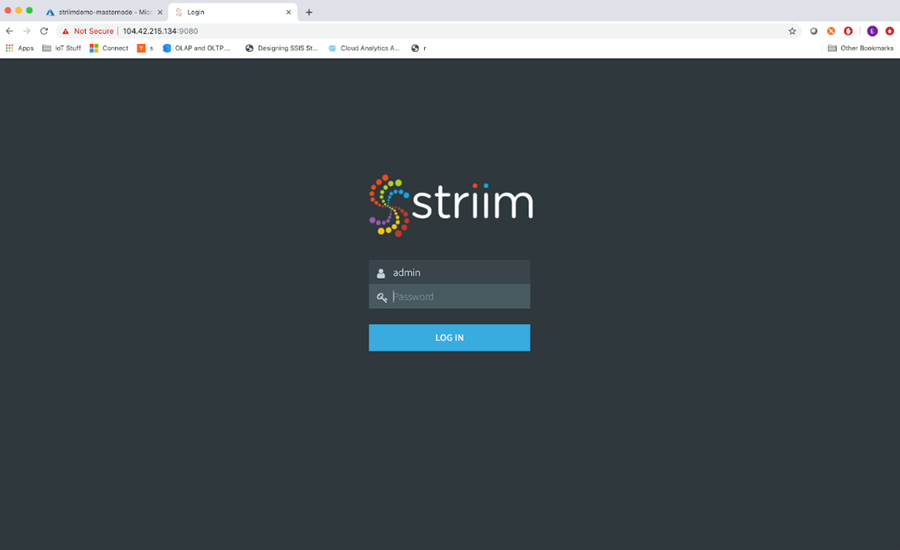 striimdemo-masternode - Micr
Login
Not Secure | 104.42.215.134:9080
Apps IoT Stuff Connect s OLAP and OLTP.... Designing SSIS St... Cloud Analytics A... r Other Bookmarks
striim
admin
Password
LOG IN